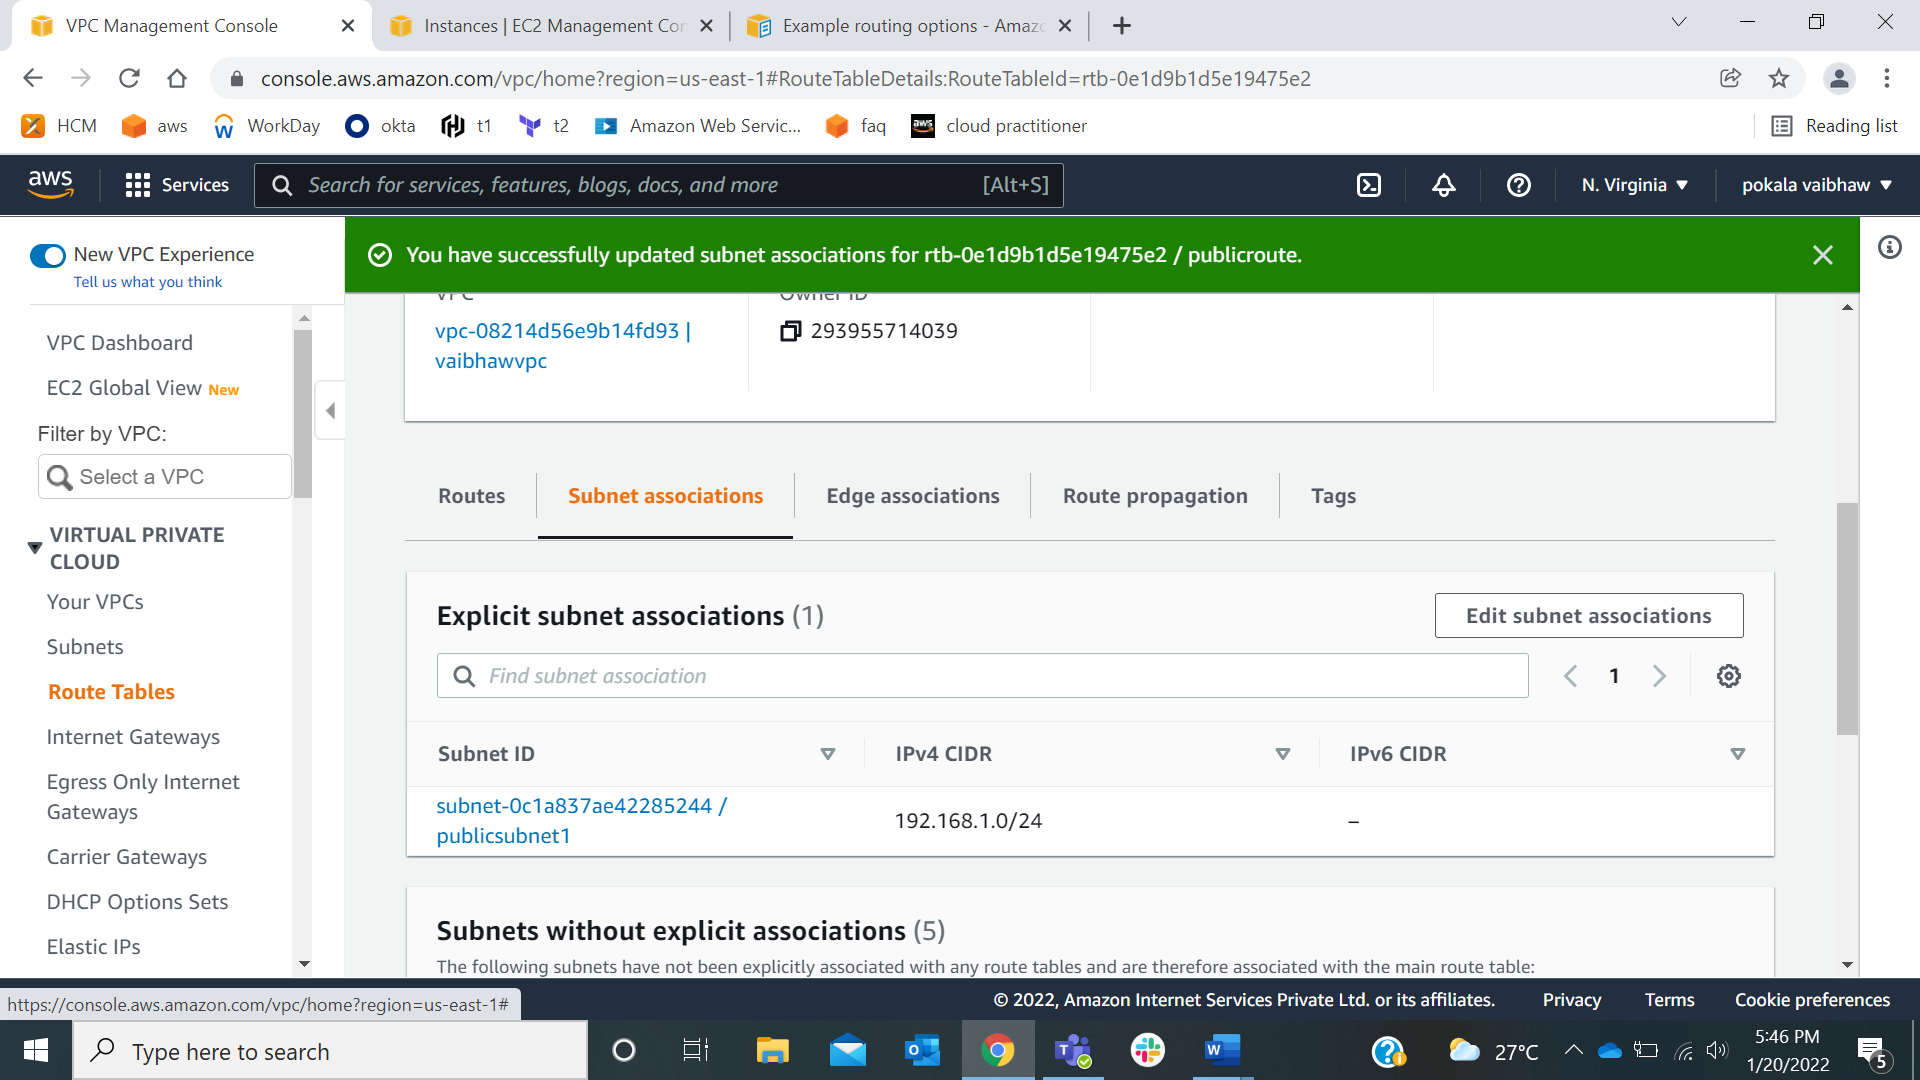 VPC Management Console
Instances | EC2 Management Con
Example routing options - Amazo
console.aws.amazon.com/vpc/home?region=us-east-1#RouteTableDetails:RouteTableId=rtb-0e1d9b1d5e19475e2
HCM
aws
WorkDay
okta
t1
t2
Amazon Web Servic...
faq
cloud practitioner
Reading list
aws
Services
Search for services, features, blogs, docs, and more
[Alt+S]
N. Virginia
pokala vaibhaw
New VPC Experience
Tell us what you think
You have successfully updated subnet associations for rtb-0e1d9b1d5e19475e2 / publicroute.
VPC Dashboard
EC2 Global View New
Filter by VPC:
Select a VPC
VIRTUAL PRIVATE
CLOUD
Your VPCs
Subnets
Route Tables
Internet Gateways
Egress Only Internet
Gateways
Carrier Gateways
DHCP Options Sets
Elastic IPs
VPC
vpc-08214d56e9b14fd93 |
vaibhawvpc
Owner ID
293955714039
Routes
Subnet associations
Edge associations
Route propagation
Tags
Explicit subnet associations (1)
Edit subnet associations
Find subnet association
1
Subnet ID
IPv4 CIDR
IPv6 CIDR
subnet-0c1a837ae42285244 /
publicsubnet1
192.168.1.0/24
–
Subnets without explicit associations (5)
The following subnets have not been explicitly associated with any route tables and are therefore associated with the main route table:
https://console.aws.amazon.com/vpc/home?region=us-east-1#
© 2022, Amazon Internet Services Private Ltd. or its affiliates.
Privacy
Terms
Cookie preferences
Type here to search
27°C
5:46 PM
1/20/2022
5